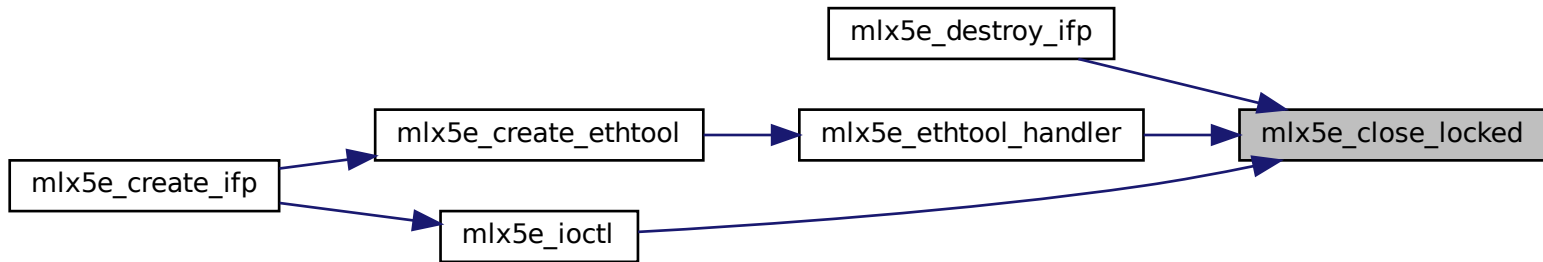 mlx5e_destroy_ifp
mlx5e_create_ethtool
mlx5e_ethtool_handler
mlx5e_close_locked
mlx5e_create_ifp
mlx5e_ioctl